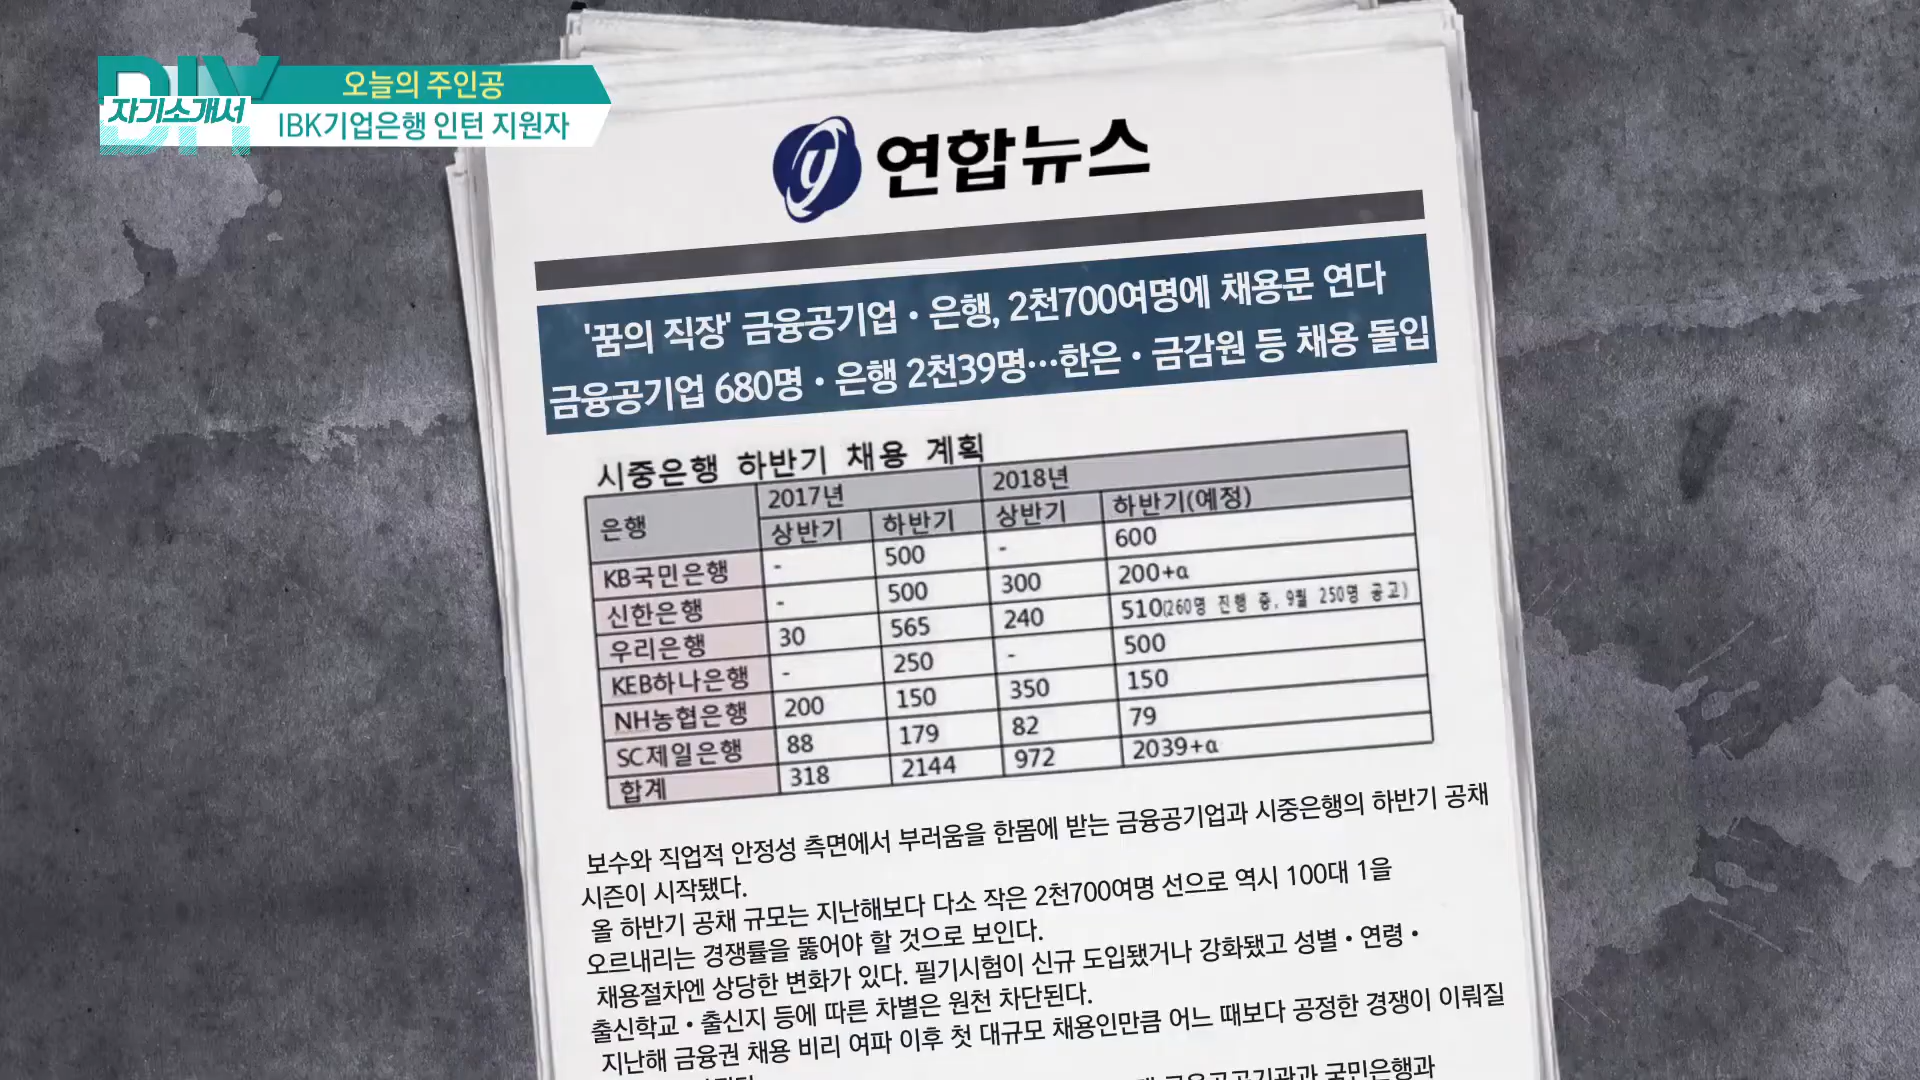 DIY
자기소개서
오늘의 주인공
IBK기업은행 인턴 지원자
연합뉴스
'꿈의 직장' 금융공기업・은행, 2천700여명에 채용문 연다
금융공기업 680명・은행 2천39명…한은・금감원 등 채용 돌입
시중은행 하반기 채용 계획
은행 2017년 2018년
상반기 하반기 상반기 하반기(예정)
KB국민은행 - 500 - 600
신한은행 - 500 300 200+α
우리은행 30 565 240 510(260명 진행 중, 9월 250명 공고)
KEB하나은행 - 250 - 500
NH농협은행 200 150 350 150
SC제일은행 88 179 82 79
합계 318 2144 972 2039+α
보수와 직업적 안정성 측면에서 부러움을 한몸에 받는 금융공기업과 시중은행의 하반기 공채
시즌이 시작됐다.
올 하반기 공채 규모는 지난해보다 다소 작은 2천700여명 선으로 역시 100대 1을
오르내리는 경쟁률을 뚫어야 할 것으로 보인다.
채용절차엔 상당한 변화가 있다. 필기시험이 신규 도입됐거나 강화됐고 성별・연령・
출신학교・출신지 등에 따른 차별은 원천 차단된다.
지난해 금융권 채용 비리 여파 이후 첫 대규모 채용인만큼 어느 때보다 공정한 경쟁이 이뤄질
금융공공기관과 국민은행과